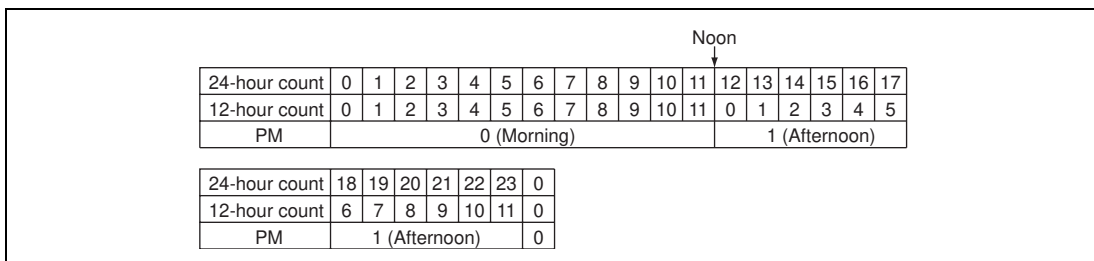 Noon
24-hour count 0 1 2 3 4 5 6 7 8 9 10 11 12 13 14 15 16 17
12-hour count 0 1 2 3 4 5 6 7 8 9 10 11 0 1 2 3 4 5
PM 0 (Morning) 1 (Afternoon)
24-hour count 18 19 20 21 22 23 0
12-hour count 6 7 8 9 10 11 0
PM 1 (Afternoon) 0